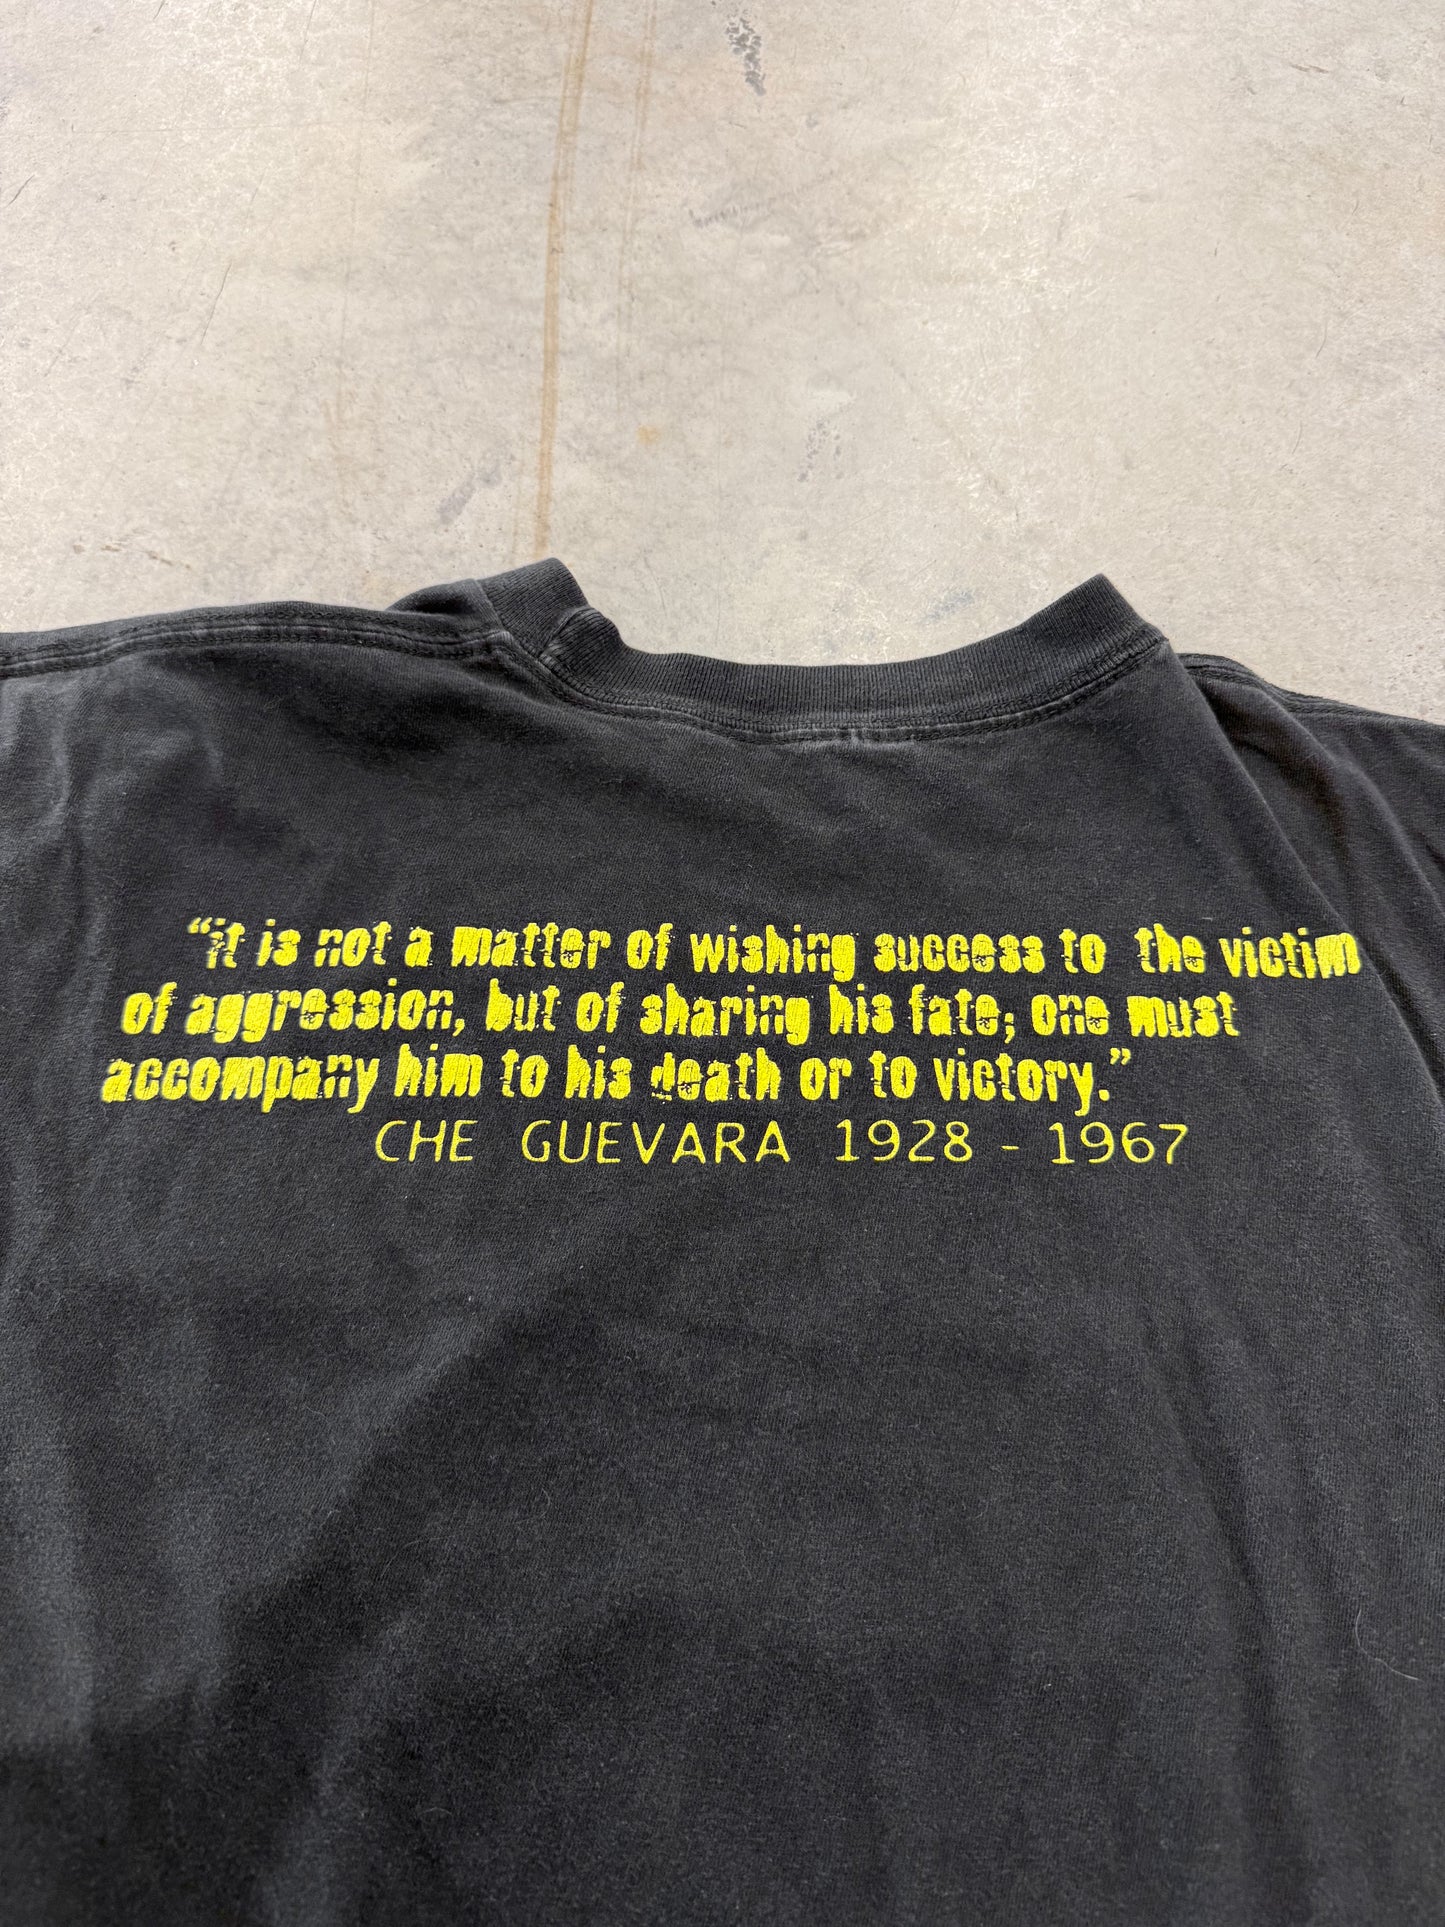 “it is not a matter of wishing success to the victim
of aggression, but of sharing his fate; one must
accompany him to his death or to victory.”
CHE GUEVARA 1928 - 1967